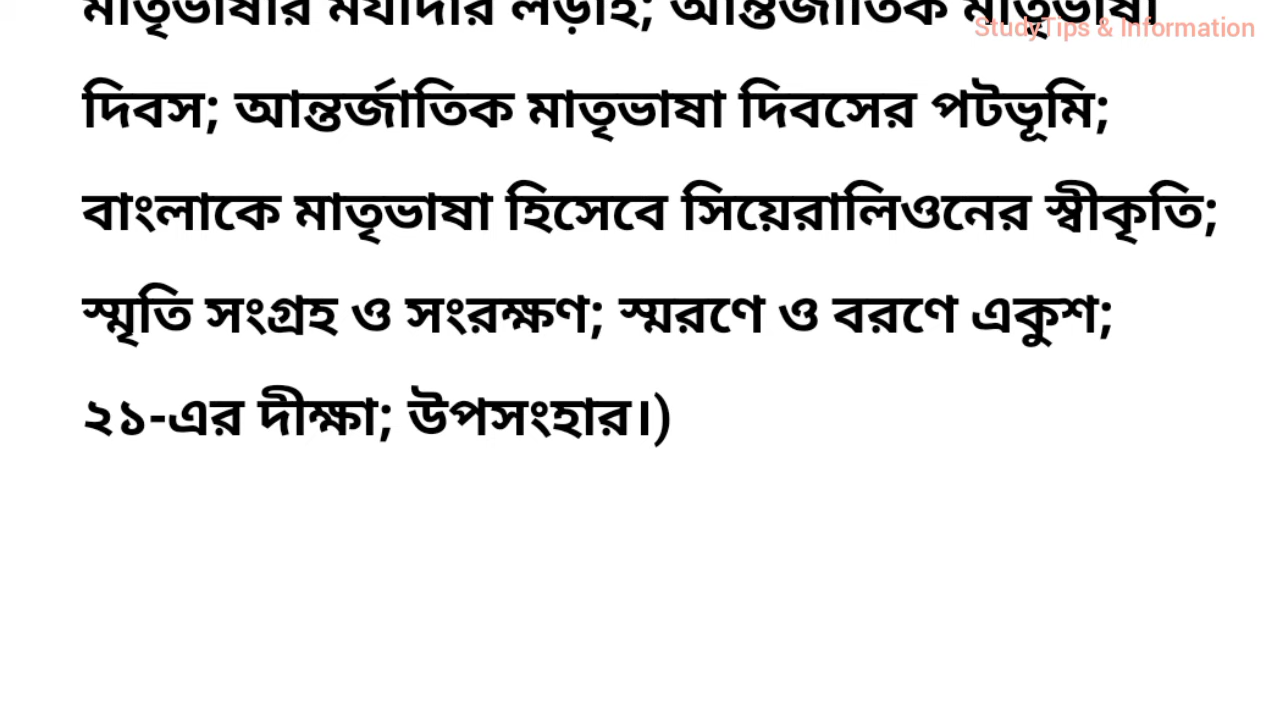 মাতৃভাষার মর্যাদার লড়াই; আন্তর্জাতিক মাতৃভাষা
StudyTips & Information
দিবস; আন্তর্জাতিক মাতৃভাষা দিবসের পটভূমি;
বাংলাকে মাতৃভাষা হিসেবে সিয়েরালিওনের স্বীকৃতি;
স্মৃতি সংগ্রহ ও সংরক্ষণ; স্মরণে ও বরণে একুশ;
২১-এর দীক্ষা; উপসংহার।)